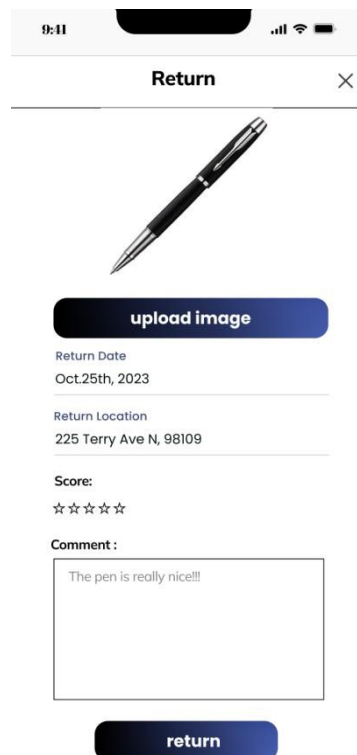 9:41
Return
upload image
Return Date
Oct.25th, 2023
Return Location
225 Terry Ave N, 98109
Score:
Comment :
The pen is really nice!!!
return